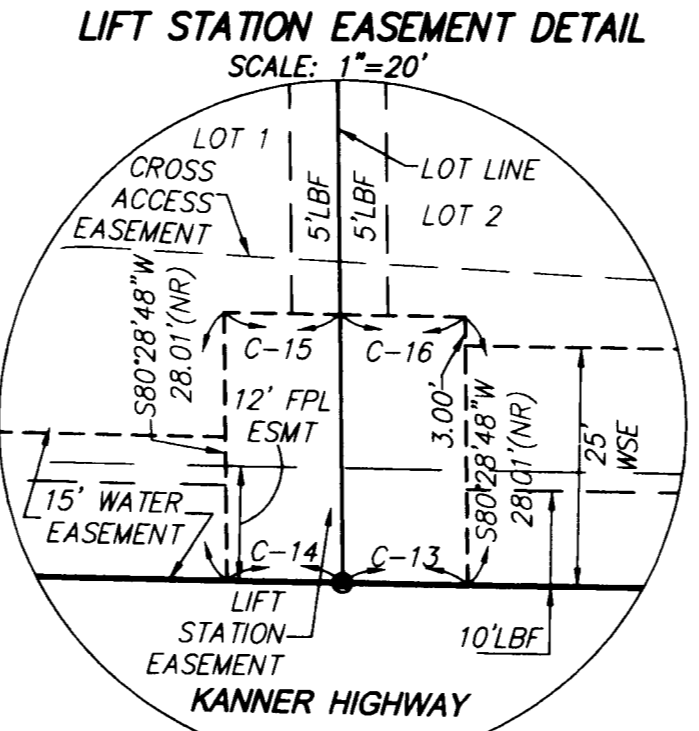 LIFT STATION EASEMENT DETAIL
SCALE: 1"=20'
LOT 1
CROSS
ACCESS
EASEMENT
5'LBF
5'LBF
LOT LINE
LOT 2
S80°28'48"W
28.01'(NR)
C-15
C-16
12' FPL
ESMT
3.00'
S80°28'48"W
28.01'(NR)
25'
WSE
15' WATER
EASEMENT
C-14
C-13
LIFT
STATION
EASEMENT
10'LBF
KANNER HIGHWAY